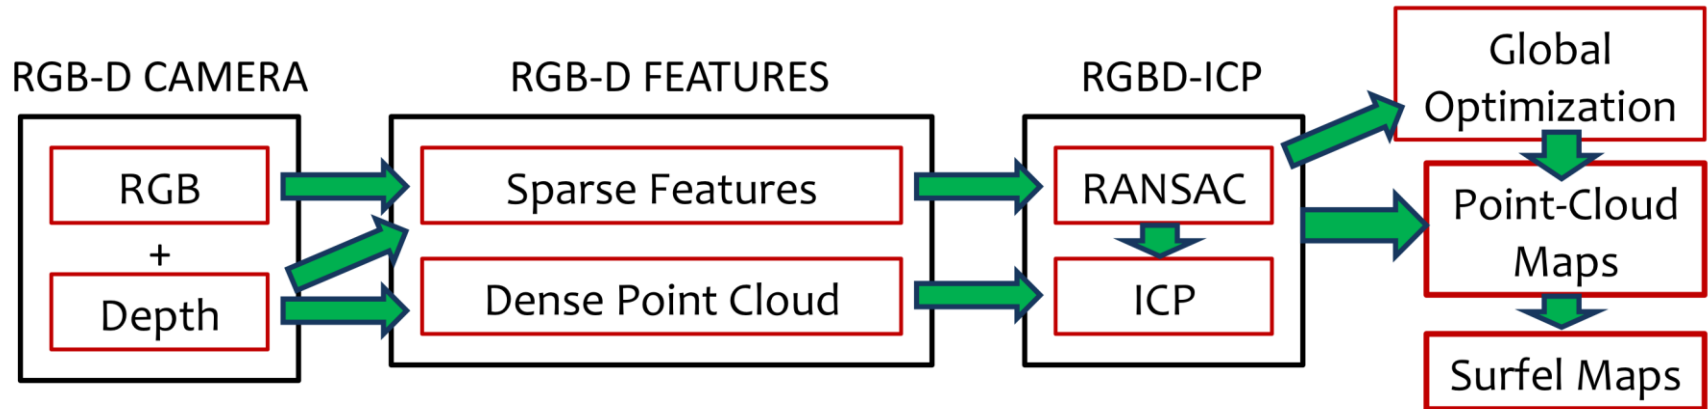 RGB-D CAMERA
RGB
+
Depth
RGB-D FEATURES
Sparse Features
Dense Point Cloud
RGBD-ICP
RANSAC
ICP
Global
Optimization
Point-Cloud
Maps
Surfel Maps